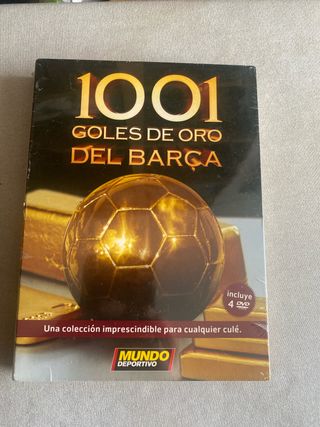 1001
GOLES DE ORO
DEL BARÇA
incluye
4 DVD
Una colección imprescindible para cualquier culé.
MUNDO
DEPORTIVO